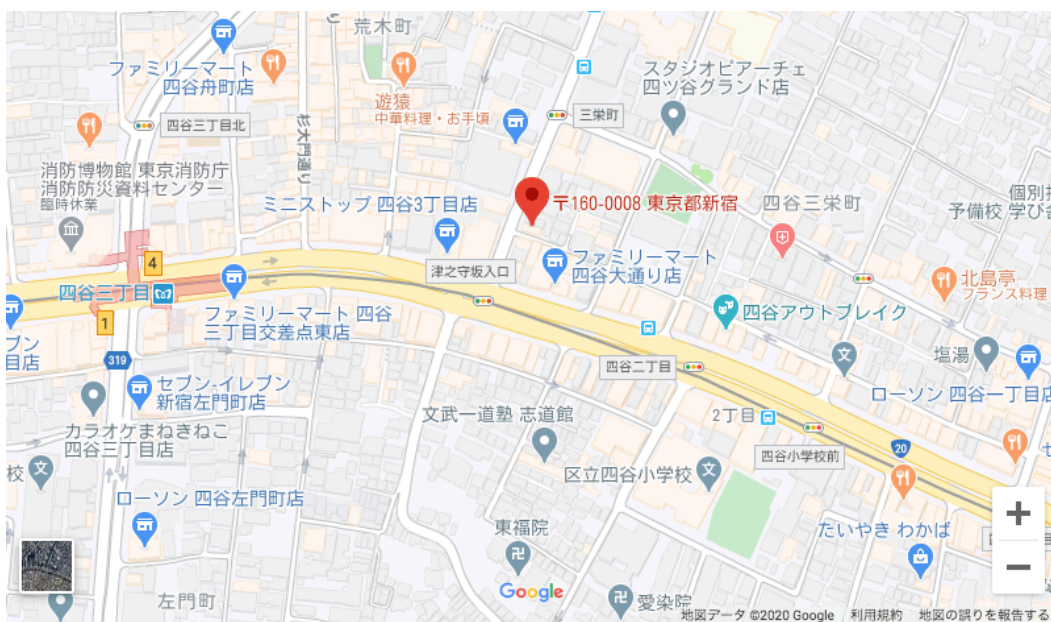 荒木町
ファミリーマート
四谷舟町店
スタジオピアーチェ
四ツ谷グランド店
遊猿
中華料理・お手頃
三栄町
四谷三丁目北
杉大門通り
消防博物館 東京消防庁
消防防災資料センター
臨時休業
ミニストップ 四谷3丁目店
〒160-0008 東京都新宿
四谷三栄町
個別指
予備校 学び舎
4
津之守坂入口
ファミリーマート
四谷大通り店
北島亭
フランス料理
四谷三丁目
1
ファミリーマート 四谷
三丁目交差点東店
四谷アウトブレイク
ブン
目店
319
文
塩湯
四谷二丁目
セブン-イレブン
新宿左門町店
ローソン 四谷一丁目店
文武一道塾 志道館
2丁目
カラオケまねきねこ
四谷三丁目店
四谷小学校前
20
セ
校
文
区立四谷小学校
文
ローソン 四谷左門町店
東福院
たいやき わかば
左門町
Google
愛染院
地図データ ©2020 Google 利用規約 地図の誤りを報告する